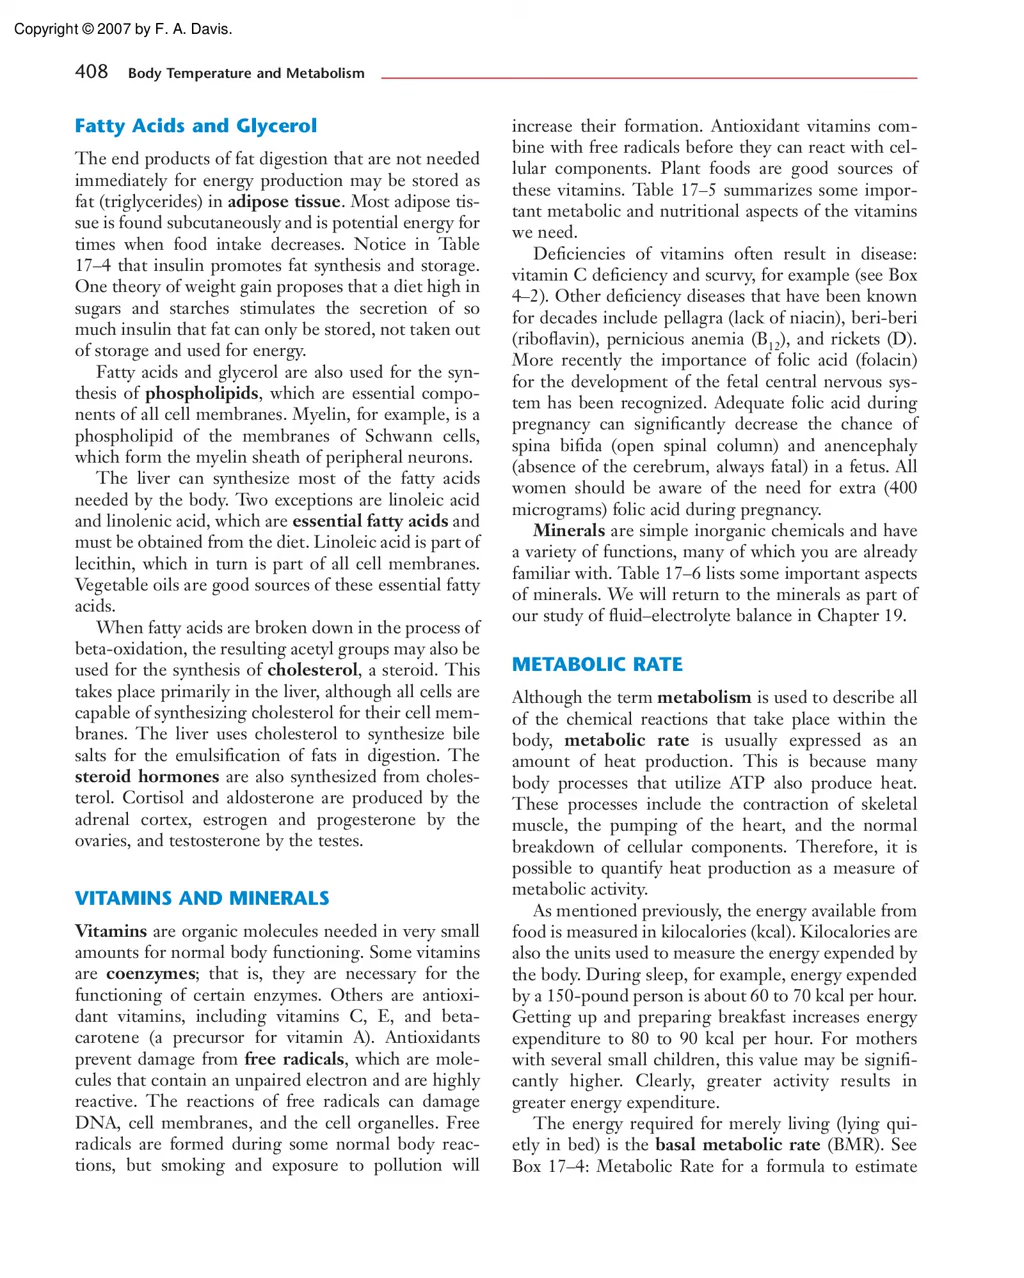 Copyright © 2007 by F. A. Davis.
408 Body Temperature and Metabolism
Fatty Acids and Glycerol
The end products of fat digestion that are not needed
immediately for energy production may be stored as
fat (triglycerides) in adipose tissue. Most adipose tis-
sue is found subcutaneously and is potential energy for
times when food intake decreases. Notice in Table
17–4 that insulin promotes fat synthesis and storage.
One theory of weight gain proposes that a diet high in
sugars and starches stimulates the secretion of so
much insulin that fat can only be stored, not taken out
of storage and used for energy.
Fatty acids and glycerol are also used for the syn-
thesis of phospholipids, which are essential compo-
nents of all cell membranes. Myelin, for example, is a
phospholipid of the membranes of Schwann cells,
which form the myelin sheath of peripheral neurons.
The liver can synthesize most of the fatty acids
needed by the body. Two exceptions are linoleic acid
and linolenic acid, which are essential fatty acids and
must be obtained from the diet. Linoleic acid is part of
lecithin, which in turn is part of all cell membranes.
Vegetable oils are good sources of these essential fatty
acids.
When fatty acids are broken down in the process of
beta-oxidation, the resulting acetyl groups may also be
used for the synthesis of cholesterol, a steroid. This
takes place primarily in the liver, although all cells are
capable of synthesizing cholesterol for their cell mem-
branes. The liver uses cholesterol to synthesize bile
salts for the emulsification of fats in digestion. The
steroid hormones are also synthesized from choles-
terol. Cortisol and aldosterone are produced by the
adrenal cortex, estrogen and progesterone by the
ovaries, and testosterone by the testes.
VITAMINS AND MINERALS
Vitamins are organic molecules needed in very small
amounts for normal body functioning. Some vitamins
are coenzymes; that is, they are necessary for the
functioning of certain enzymes. Others are antioxi-
dant vitamins, including vitamins C, E, and beta-
carotene (a precursor for vitamin A). Antioxidants
prevent damage from free radicals, which are mole-
cules that contain an unpaired electron and are highly
reactive. The reactions of free radicals can damage
DNA, cell membranes, and the cell organelles. Free
radicals are formed during some normal body reac-
tions, but smoking and exposure to pollution will
increase their formation. Antioxidant vitamins com-
bine with free radicals before they can react with cel-
lular components. Plant foods are good sources of
these vitamins. Table 17–5 summarizes some impor-
tant metabolic and nutritional aspects of the vitamins
we need.
Deficiencies of vitamins often result in disease:
vitamin C deficiency and scurvy, for example (see Box
4–2). Other deficiency diseases that have been known
for decades include pellagra (lack of niacin), beri-beri
(riboflavin), pernicious anemia (B12), and rickets (D).
More recently the importance of folic acid (folacin)
for the development of the fetal central nervous sys-
tem has been recognized. Adequate folic acid during
pregnancy can significantly decrease the chance of
spina bifida (open spinal column) and anencephaly
(absence of the cerebrum, always fatal) in a fetus. All
women should be aware of the need for extra (400
micrograms) folic acid during pregnancy.
Minerals are simple inorganic chemicals and have
a variety of functions, many of which you are already
familiar with. Table 17–6 lists some important aspects
of minerals. We will return to the minerals as part of
our study of fluid–electrolyte balance in Chapter 19.
METABOLIC RATE
Although the term metabolism is used to describe all
of the chemical reactions that take place within the
body, metabolic rate is usually expressed as an
amount of heat production. This is because many
body processes that utilize ATP also produce heat.
These processes include the contraction of skeletal
muscle, the pumping of the heart, and the normal
breakdown of cellular components. Therefore, it is
possible to quantify heat production as a measure of
metabolic activity.
As mentioned previously, the energy available from
food is measured in kilocalories (kcal). Kilocalories are
also the units used to measure the energy expended by
the body. During sleep, for example, energy expended
by a 150-pound person is about 60 to 70 kcal per hour.
Getting up and preparing breakfast increases energy
expenditure to 80 to 90 kcal per hour. For mothers
with several small children, this value may be signifi-
cantly higher. Clearly, greater activity results in
greater energy expenditure.
The energy required for merely living (lying qui-
etly in bed) is the basal metabolic rate (BMR). See
Box 17–4: Metabolic Rate for a formula to estimate